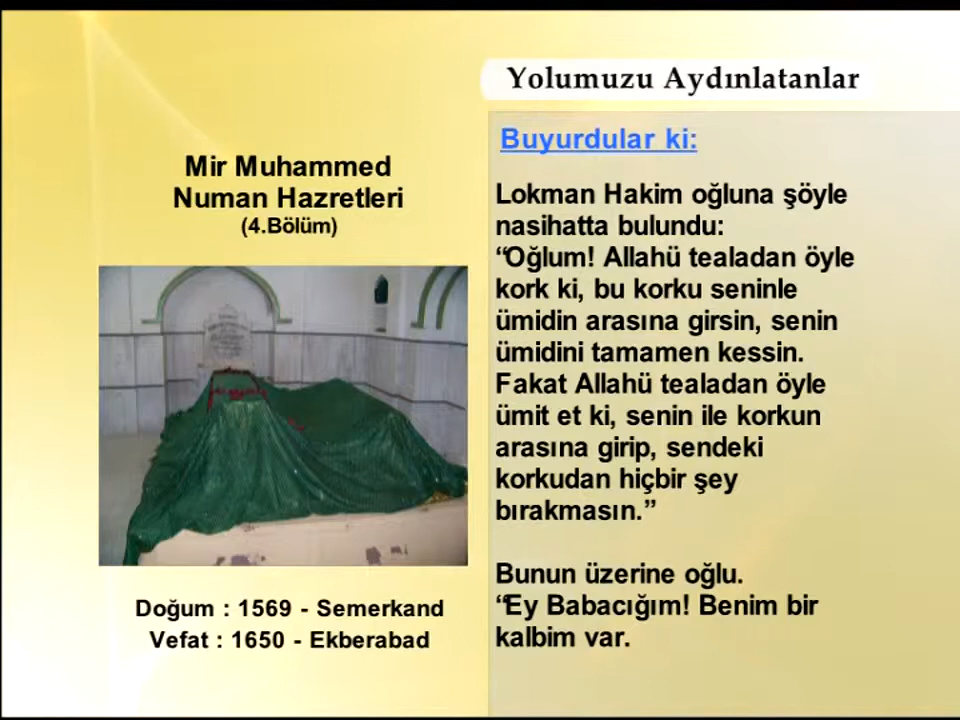 Yolumuzu Aydınlatanlar
Mir Muhammed
Numan Hazretleri
(4.Bölüm)
Doğum : 1569 - Semerkand
Vefat : 1650 - Ekberabad
Buyurdular ki:
Lokman Hakim oğluna şöyle
nasihatta bulundu:
“Oğlum! Allahü tealadan öyle
kork ki, bu korku seninle
ümidin arasına girsin, senin
ümidini tamamen kessin.
Fakat Allahü tealadan öyle
ümit et ki, senin ile korkun
arasına girip, sendeki
korkudan hiçbir şey
bırakmasın.”
Bunun üzerine oğlu.
“Ey Babacığım! Benim bir
kalbim var.